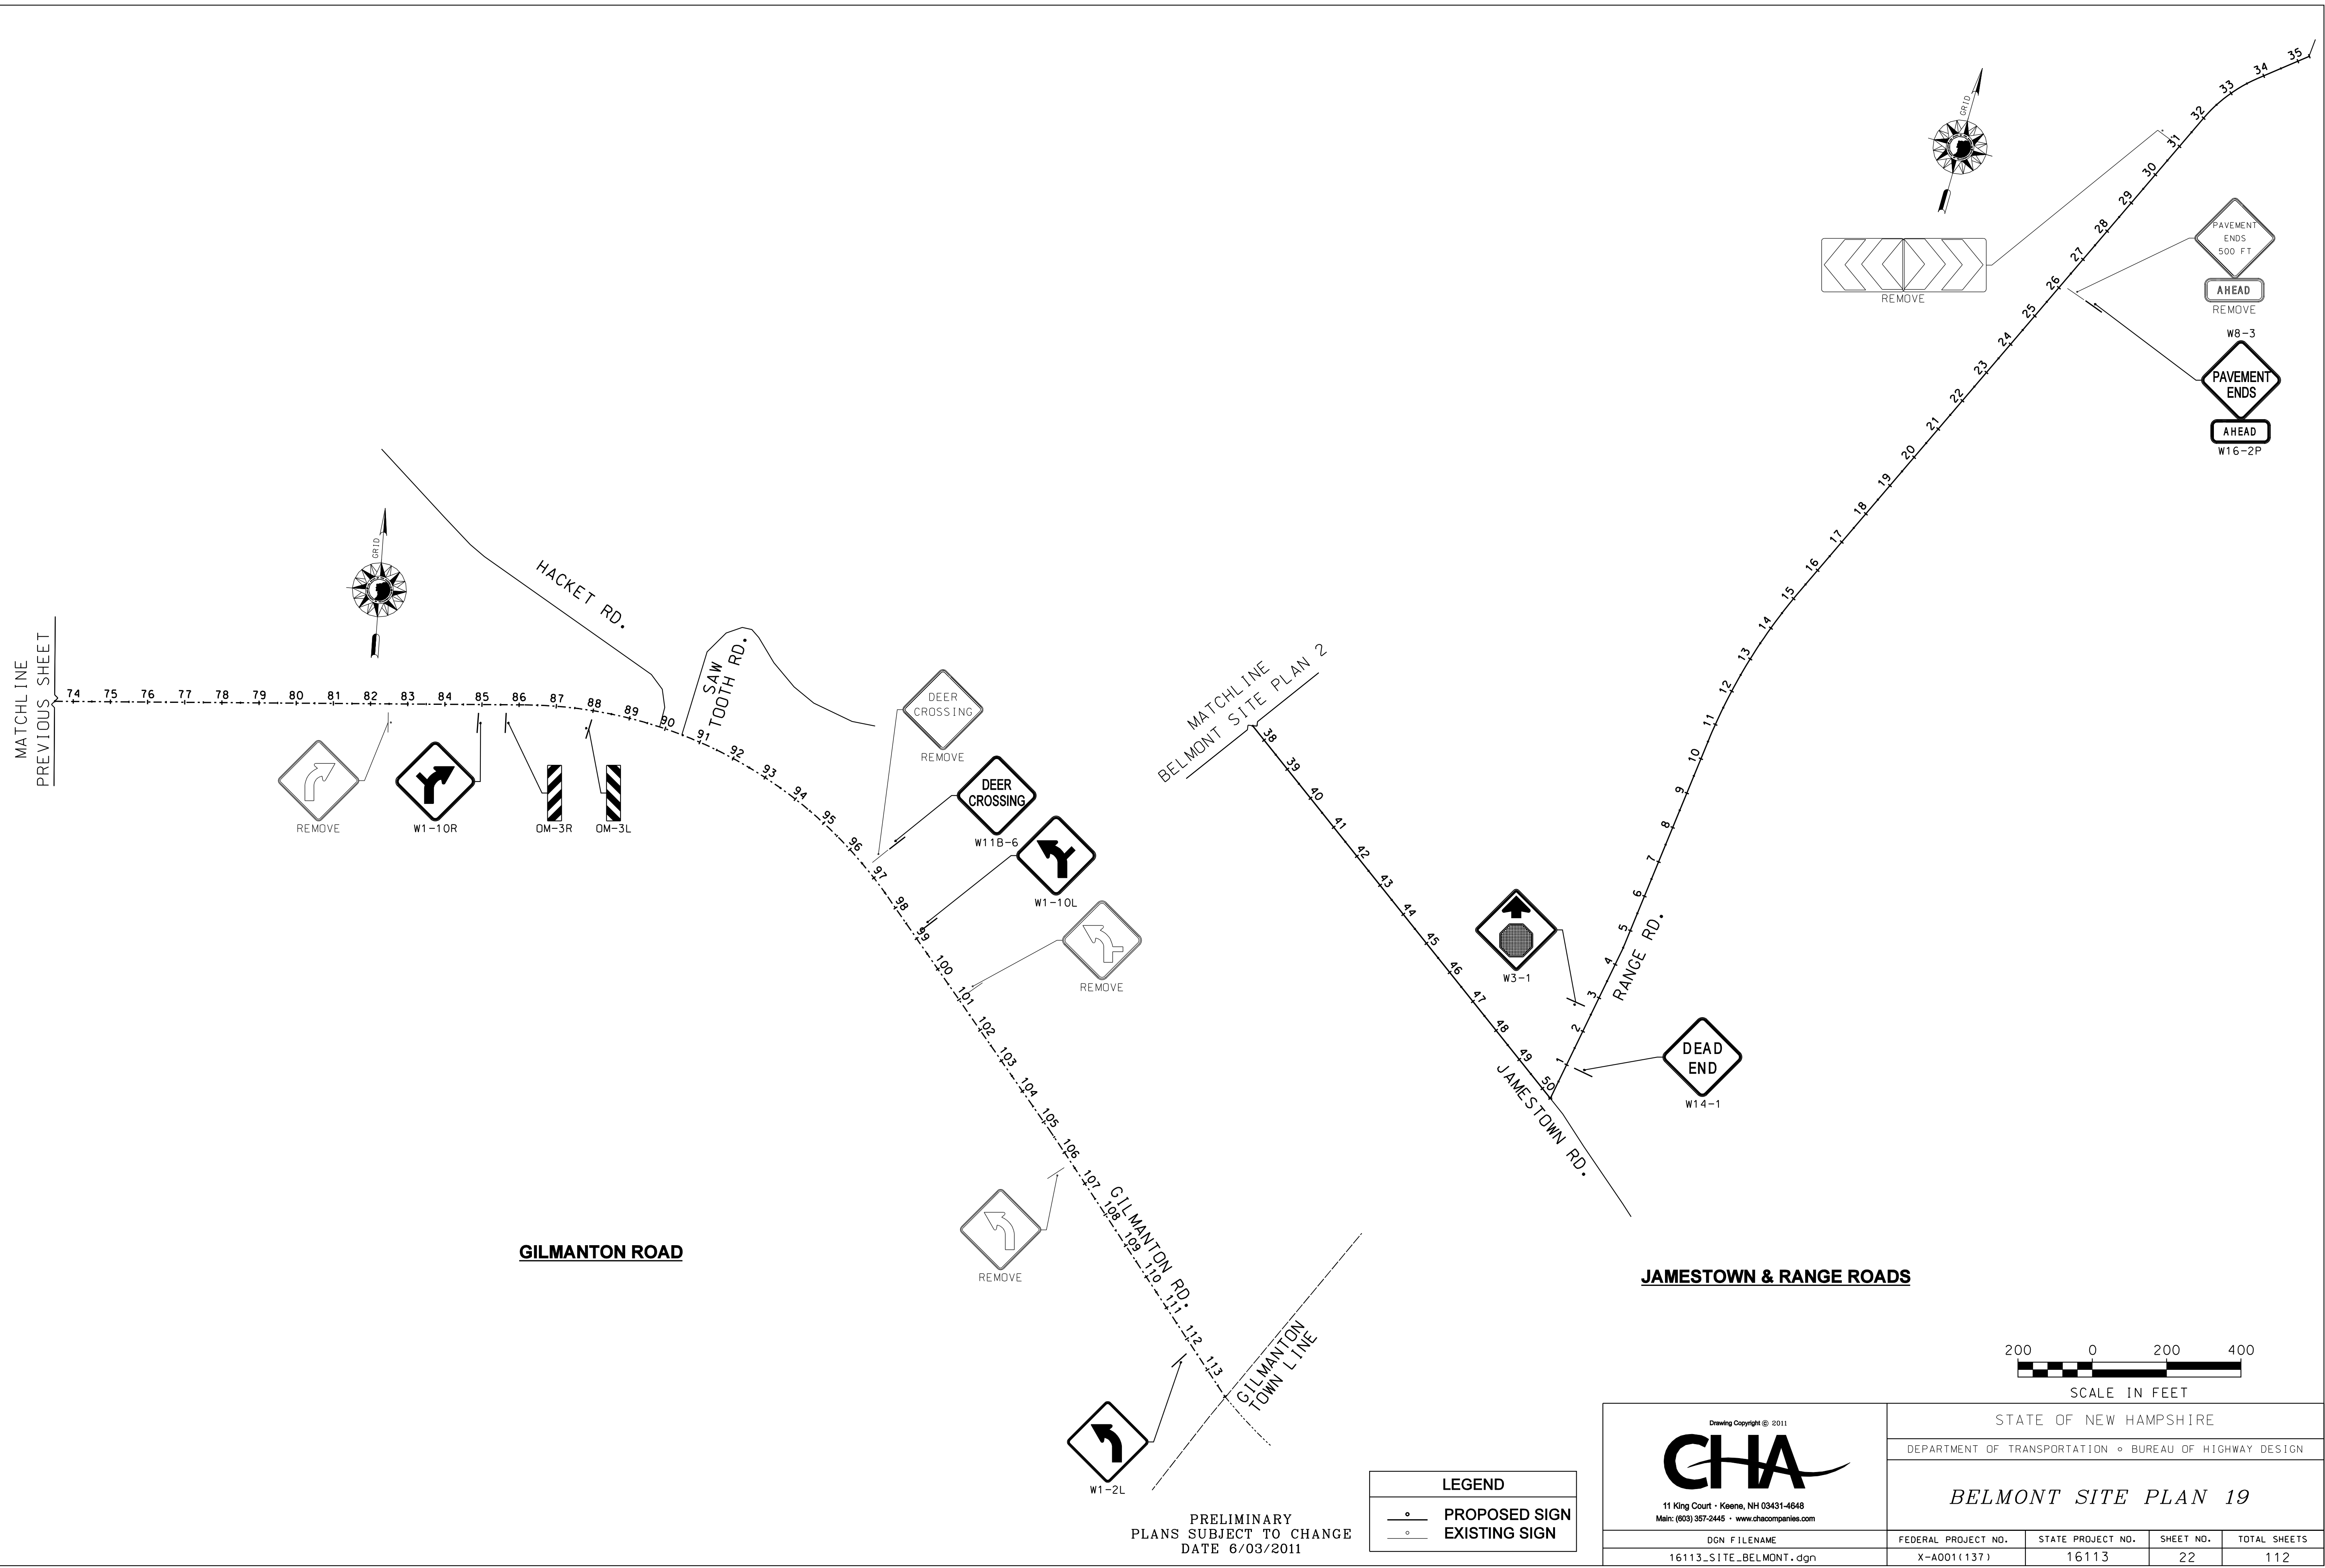 MATCHLINE
PREVIOUS SHEET
74 75 76 77 78 79 80 81 82 83 84 85 86 87 88 89 90 91 92 93 94 95 96 97 98 99 100 101 102 103 104 105 106 107 108 109 110 111 112 113
GRID
HACKET RD.
SAW
TOOTH RD.
REMOVE
W1-10R
OM-3R
OM-3L
DEER
CROSSING
REMOVE
DEER
CROSSING
W11B-6
W1-10L
REMOVE
REMOVE
GILMANTON RD.
W1-2L
GILMANTON
TOWN LINE
GILMANTON ROAD
MATCHLINE
BELMONT SITE PLAN 2
38 39 40 41 42 43 44 45 46 47 48 49 50
JAMESTOWN RD.
1 2 3 4 5 6 7 8 9 10 11 12 13 14 15 16 17 18 19 20 21 22 23 24 25 26 27 28 29 30 31 32 33 34 35
RANGE RD.
W3-1
DEAD
END
W14-1
GRID
REMOVE
PAVEMENT
ENDS
500 FT
AHEAD
REMOVE
W8-3
PAVEMENT
ENDS
AHEAD
W16-2P
JAMESTOWN & RANGE ROADS
200 0 200 400
SCALE IN FEET
PRELIMINARY
PLANS SUBJECT TO CHANGE
DATE 6/03/2011
LEGEND
PROPOSED SIGN
EXISTING SIGN
Drawing Copyright © 2011
CHA
11 King Court · Keene, NH 03431-4648
Main: (603) 357-2445 · www.chacompanies.com
STATE OF NEW HAMPSHIRE
DEPARTMENT OF TRANSPORTATION ∘ BUREAU OF HIGHWAY DESIGN
BELMONT SITE PLAN 19
DGN FILENAME
16113_SITE_BELMONT.dgn
FEDERAL PROJECT NO.
X-A001(137)
STATE PROJECT NO.
16113
SHEET NO.
22
TOTAL SHEETS
112